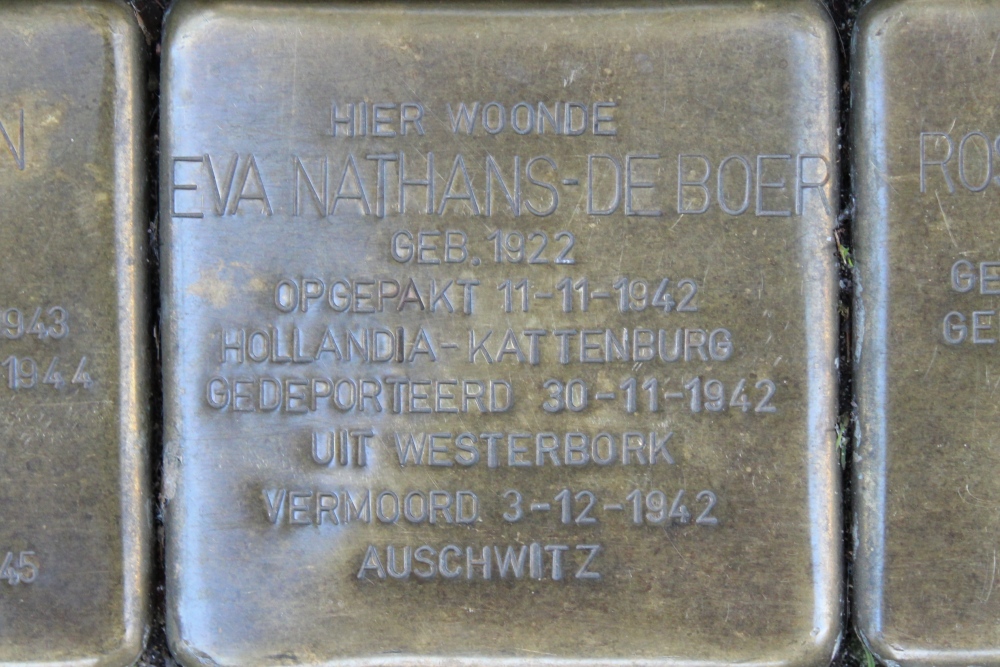 HIER WOONDE
EVA NATHANS-DE BOER
GEB. 1922
OPGEPAKT 11-11-1942
HOLLANDIA-KATTENBURG
GEDEPORTEERD 30-11-1942
UIT WESTERBORK
VERMOORD 3-12-1942
AUSCHWITZ